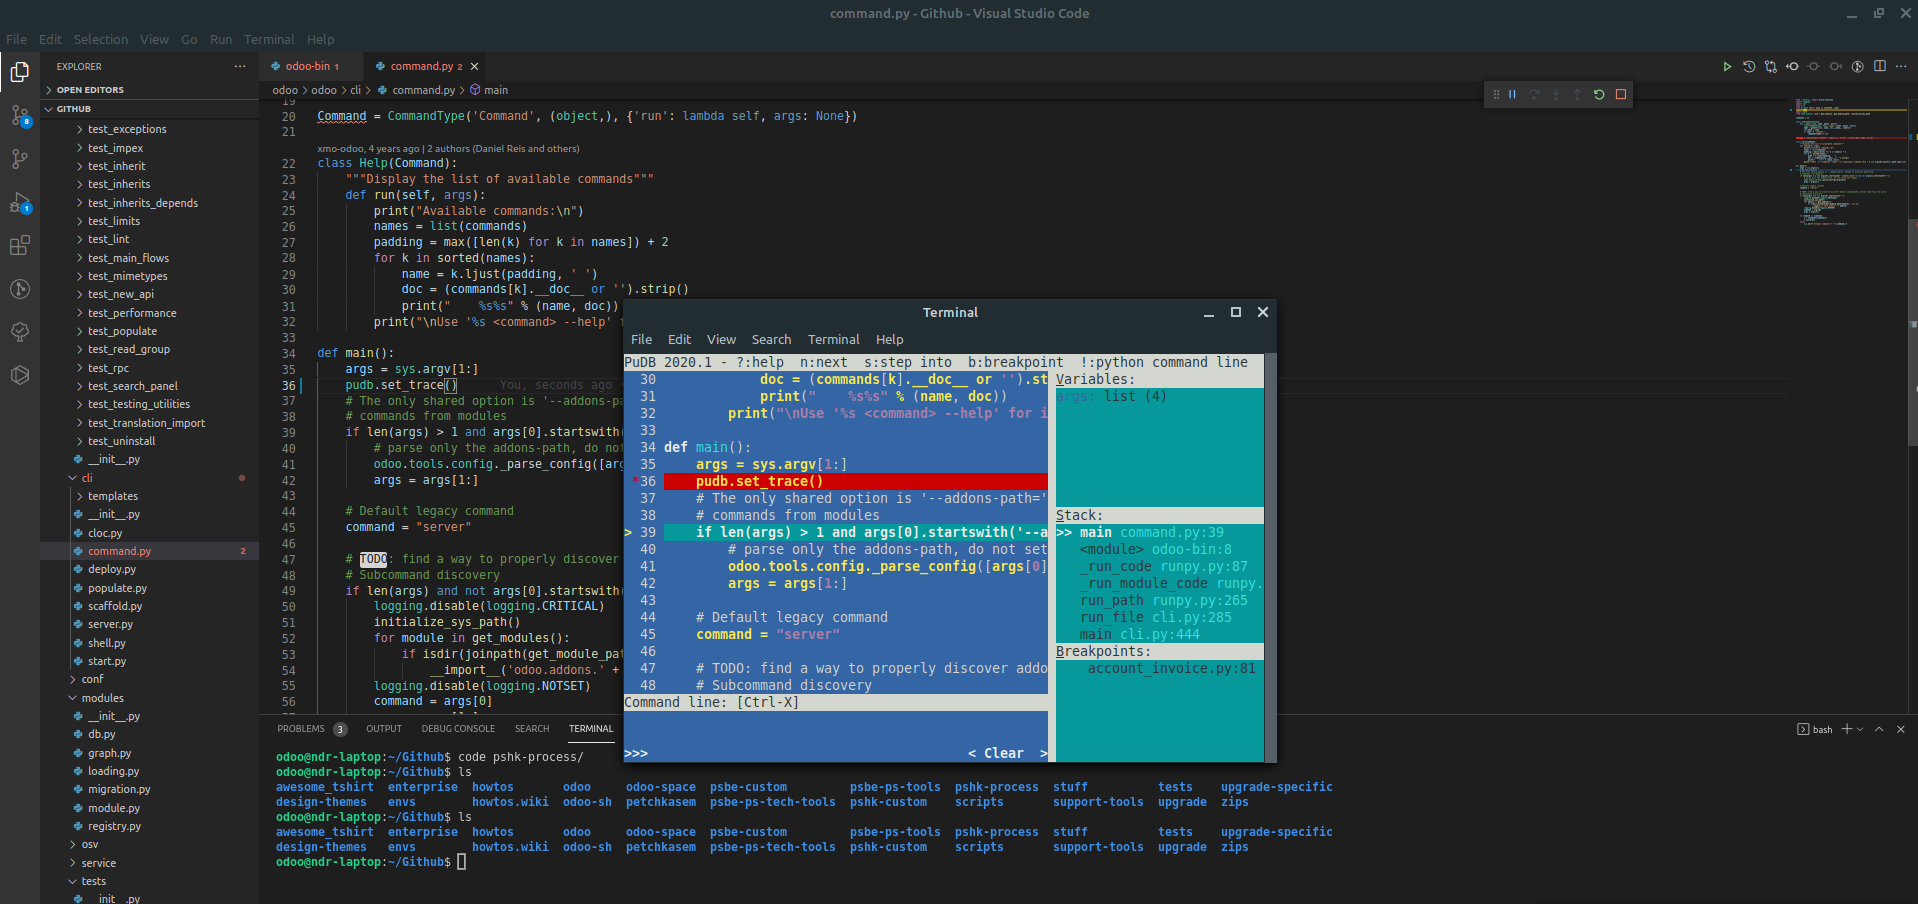 command.py - Github - Visual Studio Code
File Edit Selection View Go Run Terminal Help
EXPLORER
OPEN EDITORS
GITHUB
test_exceptions
test_impex
test_inherit
test_inherits
test_inherits_depends
test_limits
test_lint
test_main_flows
test_mimetypes
test_new_api
test_performance
test_populate
test_read_group
test_rpc
test_search_panel
test_testing_utilities
test_translation_import
test_uninstall
__init__.py
cli
templates
__init__.py
cloc.py
command.py 2
deploy.py
populate.py
scaffold.py
server.py
shell.py
start.py
conf
modules
__init__.py
db.py
graph.py
loading.py
migration.py
module.py
registry.py
osv
service
tests
__init__.py
8
1
odoo-bin 1
command.py 2
odoo > odoo > cli > command.py > main
19
20 Command = CommandType('Command', (object,), {'run': lambda self, args: None})
21
xmo-odoo, 4 years ago | 2 authors (Daniel Reis and others)
22 class Help(Command):
23 """Display the list of available commands"""
24 def run(self, args):
25 print("Available commands:\n")
26 names = list(commands)
27 padding = max([len(k) for k in names]) + 2
28 for k in sorted(names):
29 name = k.ljust(padding, ' ')
30 doc = (commands[k].__doc__ or '').strip()
31 print("    %s%s" % (name, doc))
32 print("\nUse '%s <command> --help' f
33
34 def main():
35 args = sys.argv[1:]
36 pudb.set_trace() You, seconds ago
37 # The only shared option is '--addons-pa
38 # commands from modules
39 if len(args) > 1 and args[0].startswith(
40 # parse only the addons-path, do not
41 odoo.tools.config._parse_config([arg
42 args = args[1:]
43
44 # Default legacy command
45 command = "server"
46
47 # TODO: find a way to properly discover
48 # Subcommand discovery
49 if len(args) and not args[0].startswith(
50 logging.disable(logging.CRITICAL)
51 initialize_sys_path()
52 for module in get_modules():
53 if isdir(joinpath(get_module_pat
54 __import__('odoo.addons.' +
55 logging.disable(logging.NOTSET)
56 command = args[0]
Terminal
File Edit View Search Terminal Help
PuDB 2020.1 - ?:help n:next s:step into b:breakpoint !:python command line
30 doc = (commands[k].__doc__ or '').st
31 print("    %s%s" % (name, doc))
32 print("\nUse '%s <command> --help' for i
33
34 def main():
35 args = sys.argv[1:]
*36 pudb.set_trace()
37 # The only shared option is '--addons-path='
38 # commands from modules
> 39 if len(args) > 1 and args[0].startswith('--a
40 # parse only the addons-path, do not set
41 odoo.tools.config._parse_config([args[0]
42 args = args[1:]
43
44 # Default legacy command
45 command = "server"
46
47 # TODO: find a way to properly discover addo
48 # Subcommand discovery
Command line: [Ctrl-X]
>>> < Clear >
Variables:
args: list (4)
Stack:
>> main command.py:39
<module> odoo-bin:8
_run_code runpy.py:87
_run_module_code runpy.
run_path runpy.py:265
run_file cli.py:285
main cli.py:444
Breakpoints:
account_invoice.py:81
PROBLEMS 3 OUTPUT DEBUG CONSOLE SEARCH TERMINAL
bash
odoo@ndr-laptop:~/Github$ code pshk-process/
odoo@ndr-laptop:~/Github$ ls
awesome_tshirt enterprise howtos odoo odoo-space psbe-custom psbe-ps-tools pshk-process stuff tests upgrade-specific
design-themes envs howtos.wiki odoo-sh petchkasem psbe-ps-tech-tools pshk-custom scripts support-tools upgrade zips
odoo@ndr-laptop:~/Github$ ls
awesome_tshirt enterprise howtos odoo odoo-space psbe-custom psbe-ps-tools pshk-process stuff tests upgrade-specific
design-themes envs howtos.wiki odoo-sh petchkasem psbe-ps-tech-tools pshk-custom scripts support-tools upgrade zips
odoo@ndr-laptop:~/Github$